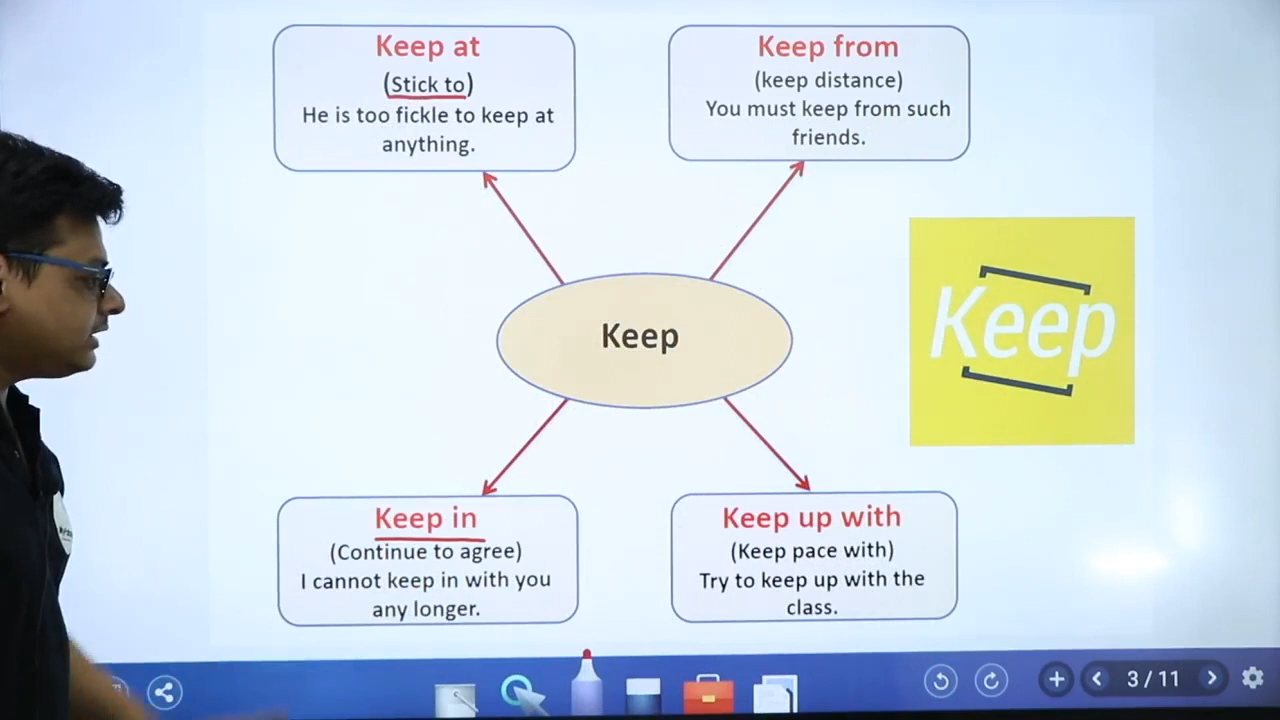 Keep at
(Stick to)
He is too fickle to keep at
anything.
Keep from
(keep distance)
You must keep from such
friends.
Keep
Keep
Keep in
(Continue to agree)
I cannot keep in with you
any longer.
Keep up with
(Keep pace with)
Try to keep up with the
class.
3 / 11